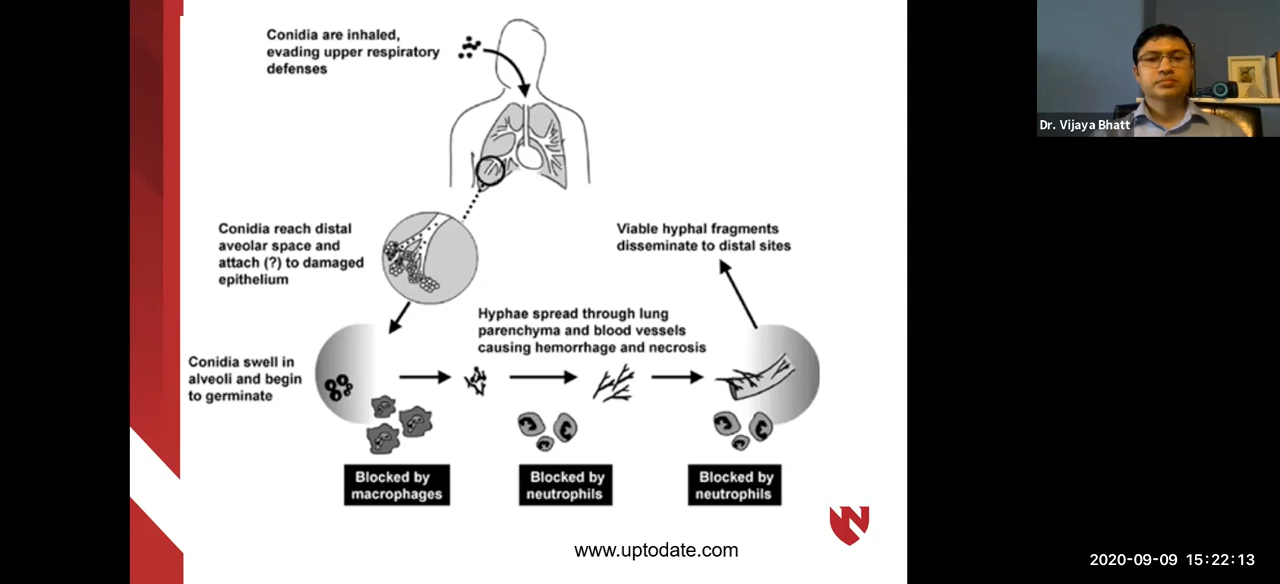 Conidia are inhaled,
evading upper respiratory
defenses
Dr. Vijaya Bhatt
Conidia reach distal
aveolar space and
attach (?) to damaged
epithelium
Viable hyphal fragments
disseminate to distal sites
Hyphae spread through lung
parenchyma and blood vessels
causing hemorrhage and necrosis
Conidia swell in
alveoli and begin
to germinate
Blocked by
macrophages
Blocked by
neutrophils
Blocked by
neutrophils
N
www.uptodate.com
2020-09-09 15:22:13